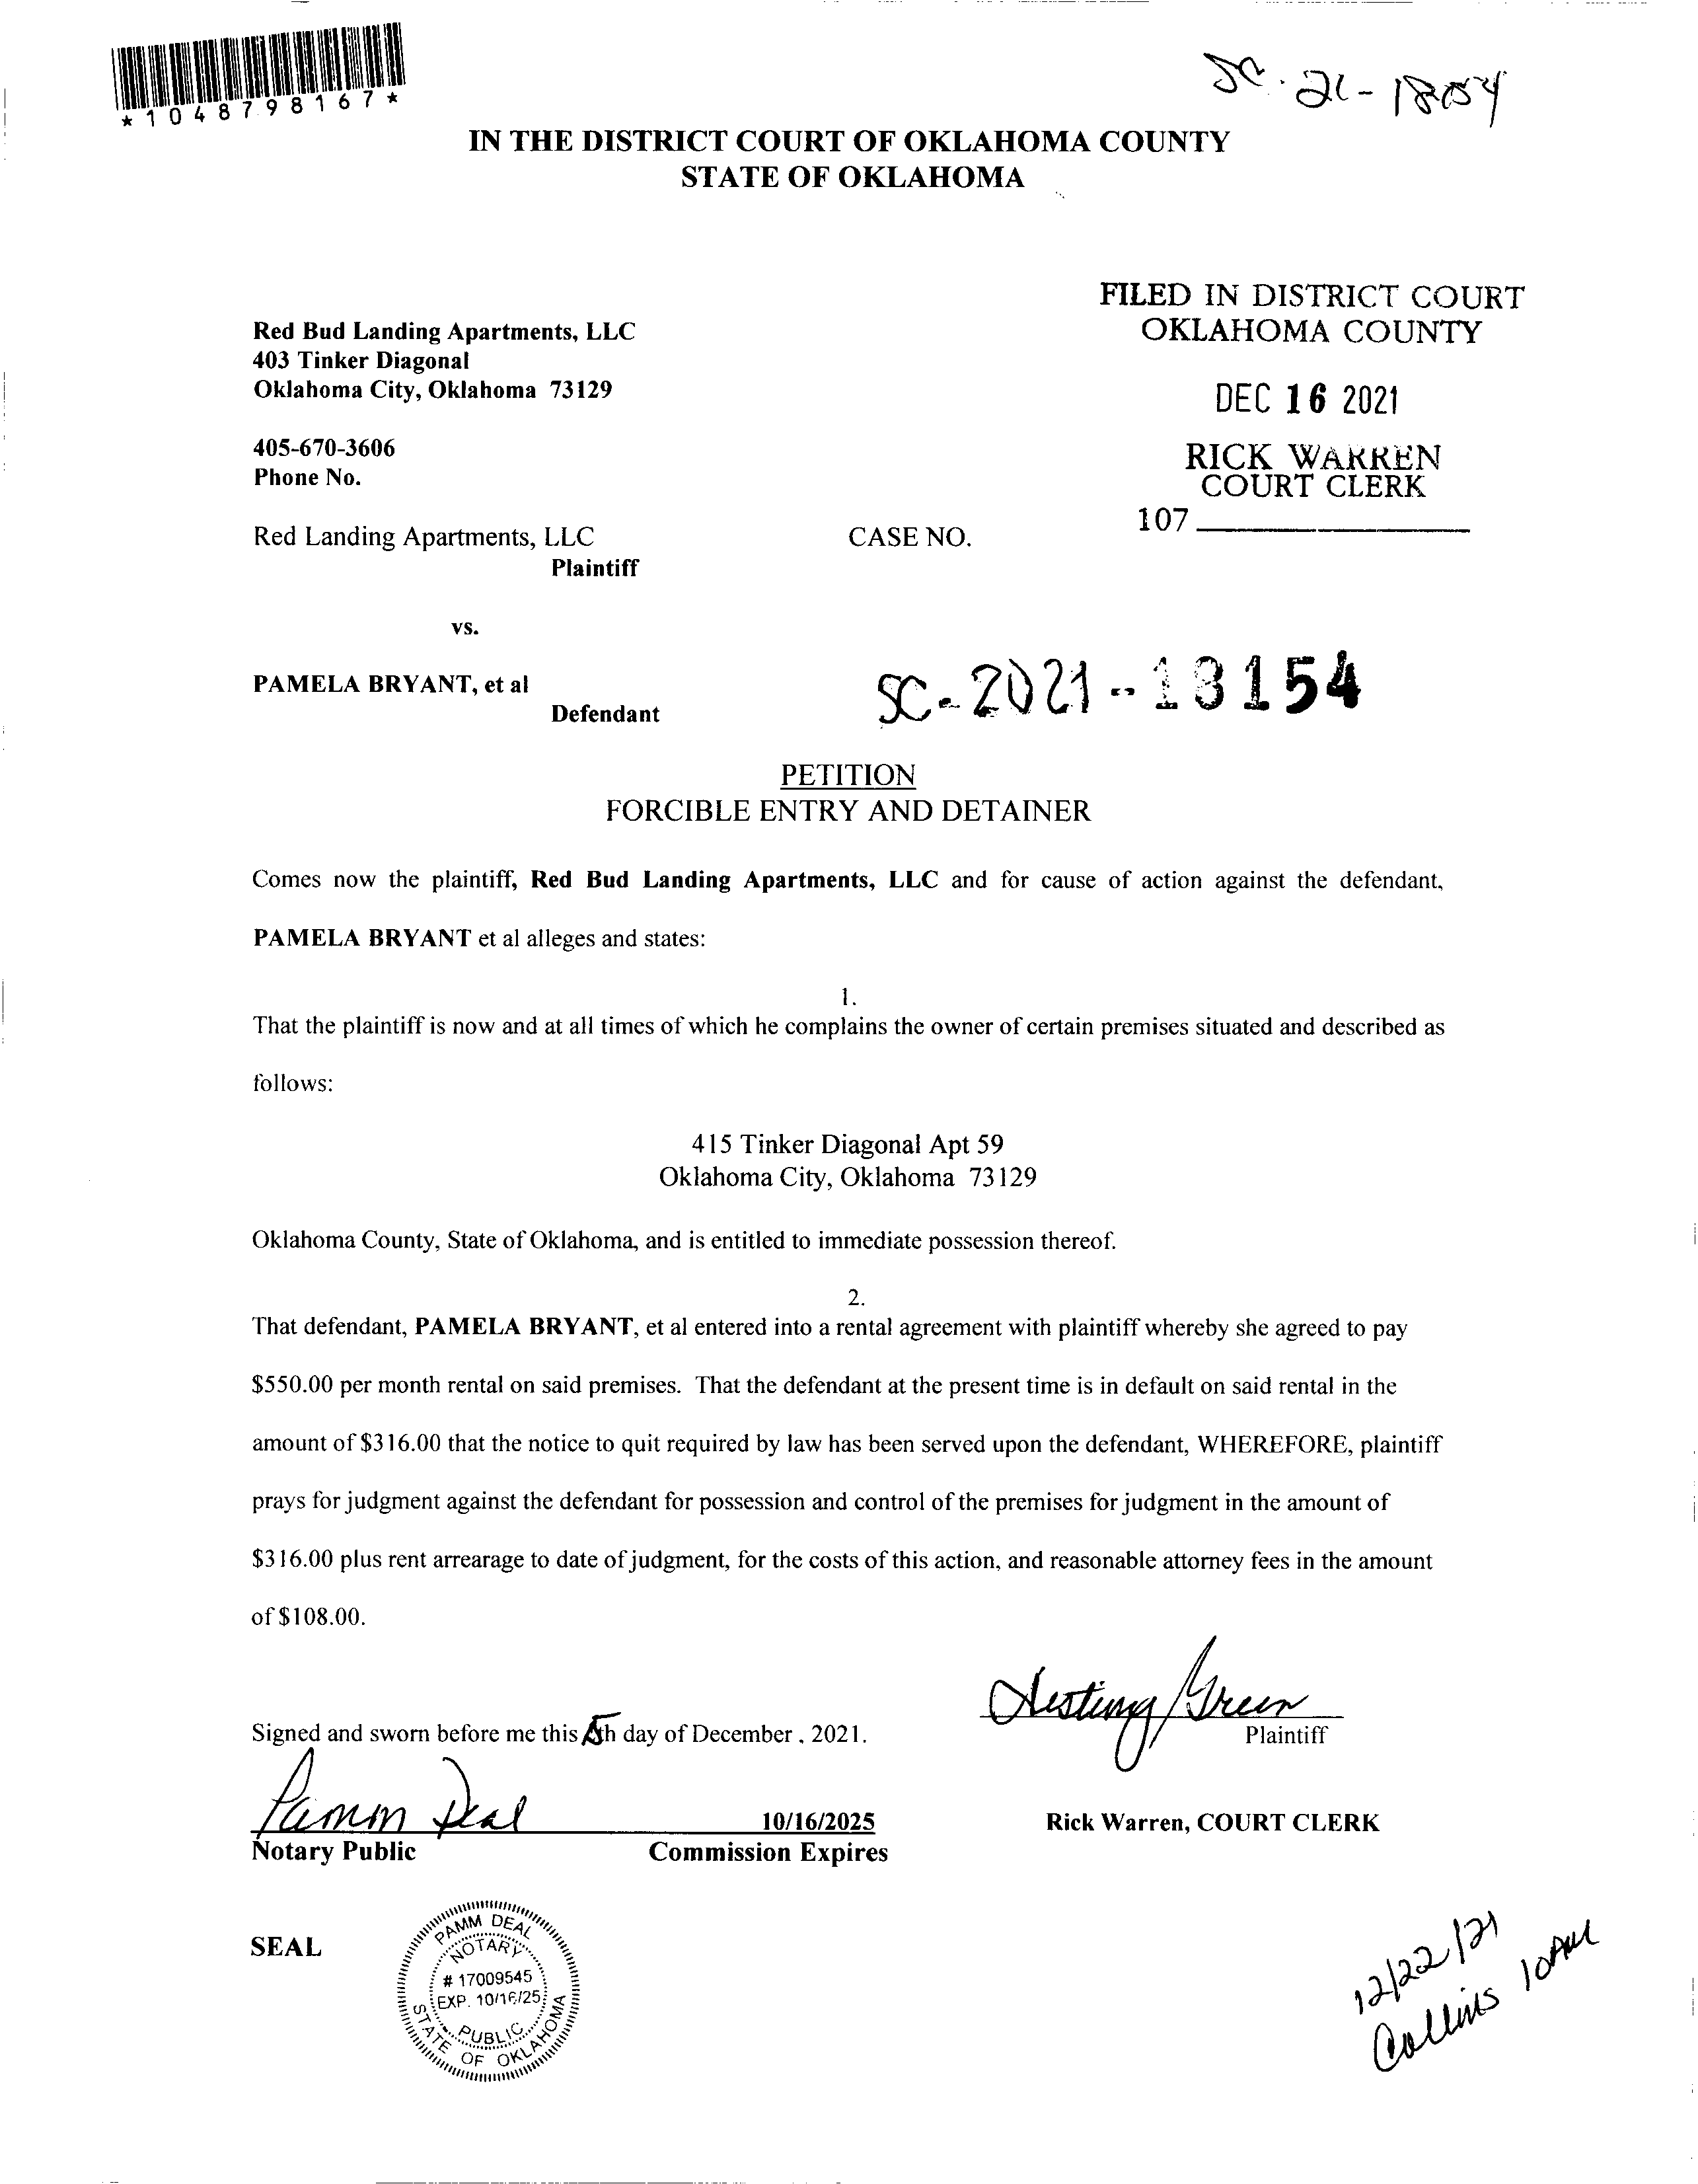 *1048798167*
IN THE DISTRICT COURT OF OKLAHOMA COUNTY
STATE OF OKLAHOMA
FILED IN DISTRICT COURT
OKLAHOMA COUNTY
DEC 16 2021
RICK WARREN
COURT CLERK
107
Red Bud Landing Apartments, LLC
403 Tinker Diagonal
Oklahoma City, Oklahoma 73129
405-670-3606
Phone No.
Red Landing Apartments, LLC
Plaintiff
CASE NO.
vs.
PAMELA BRYANT, et al
Defendant
SC-2021-18154
PETITION
FORCIBLE ENTRY AND DETAINER
Comes now the plaintiff, Red Bud Landing Apartments, LLC and for cause of action against the defendant,
PAMELA BRYANT et al alleges and states:
1.
That the plaintiff is now and at all times of which he complains the owner of certain premises situated and described as
follows:
415 Tinker Diagonal Apt 59
Oklahoma City, Oklahoma 73129
Oklahoma County, State of Oklahoma, and is entitled to immediate possession thereof.
2.
That defendant, PAMELA BRYANT, et al entered into a rental agreement with plaintiff whereby she agreed to pay
$550.00 per month rental on said premises. That the defendant at the present time is in default on said rental in the
amount of $316.00 that the notice to quit required by law has been served upon the defendant, WHEREFORE, plaintiff
prays for judgment against the defendant for possession and control of the premises for judgment in the amount of
$316.00 plus rent arrearage to date of judgment, for the costs of this action, and reasonable attorney fees in the amount
of $108.00.
Destiny Green
Plaintiff
Signed and sworn before me this 5th day of December , 2021.
Pamm Deal
Notary Public
10/16/2025
Commission Expires
Rick Warren, COURT CLERK
SEAL
PAMM DEAL
NOTARY
# 17009545
EXP. 10/16/25
PUBLIC
STATE OF OKLAHOMA
12/22/21
Collins 10AM